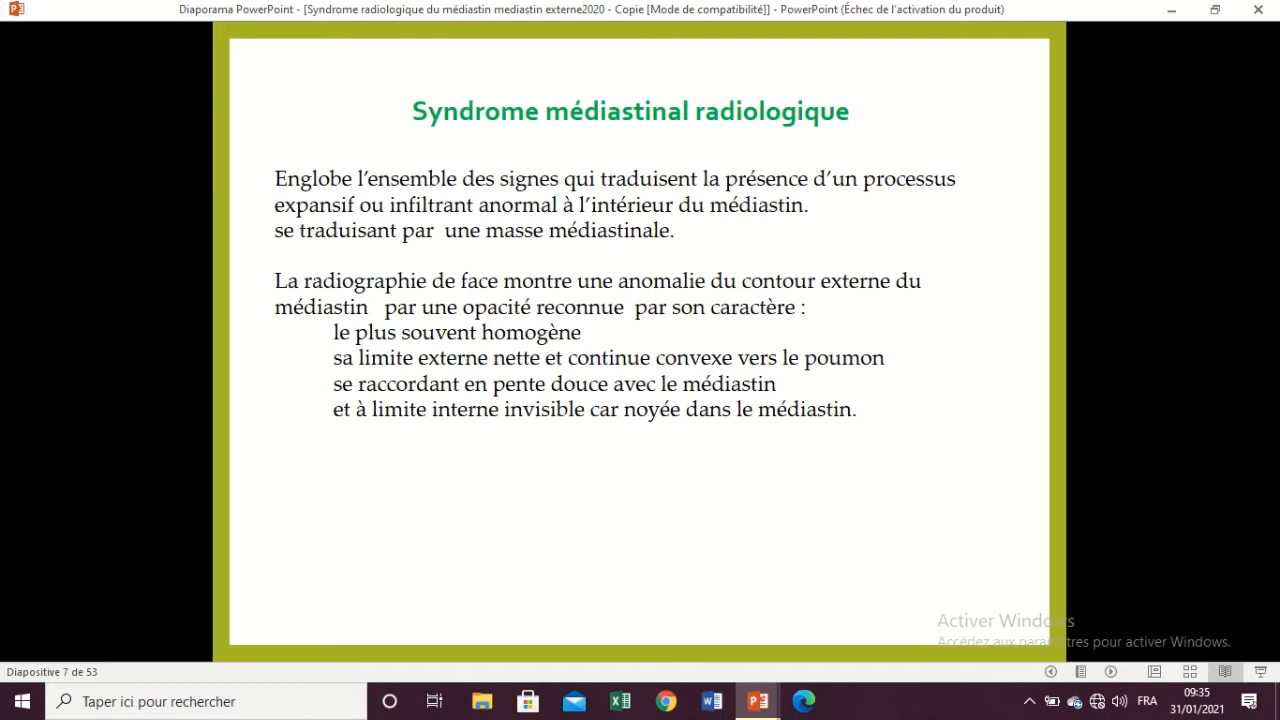 Diaporama PowerPoint - [Syndrome radiologique du médiastin mediastin externe2020 - Copie [Mode de compatibilité]] - PowerPoint (Échec de l'activation du produit)
Syndrome médiastinal radiologique
Englobe l'ensemble des signes qui traduisent la présence d'un processus
expansif ou infiltrant anormal à l'intérieur du médiastin.
se traduisant par une masse médiastinale.
La radiographie de face montre une anomalie du contour externe du
médiastin par une opacité reconnue par son caractère :
le plus souvent homogène
sa limite externe nette et continue convexe vers le poumon
se raccordant en pente douce avec le médiastin
et à limite interne invisible car noyée dans le médiastin.
Activer Windows
Accédez aux paramètres pour activer Windows.
Diapositive 7 de 53
Taper ici pour rechercher
FRA
09:35
31/01/2021